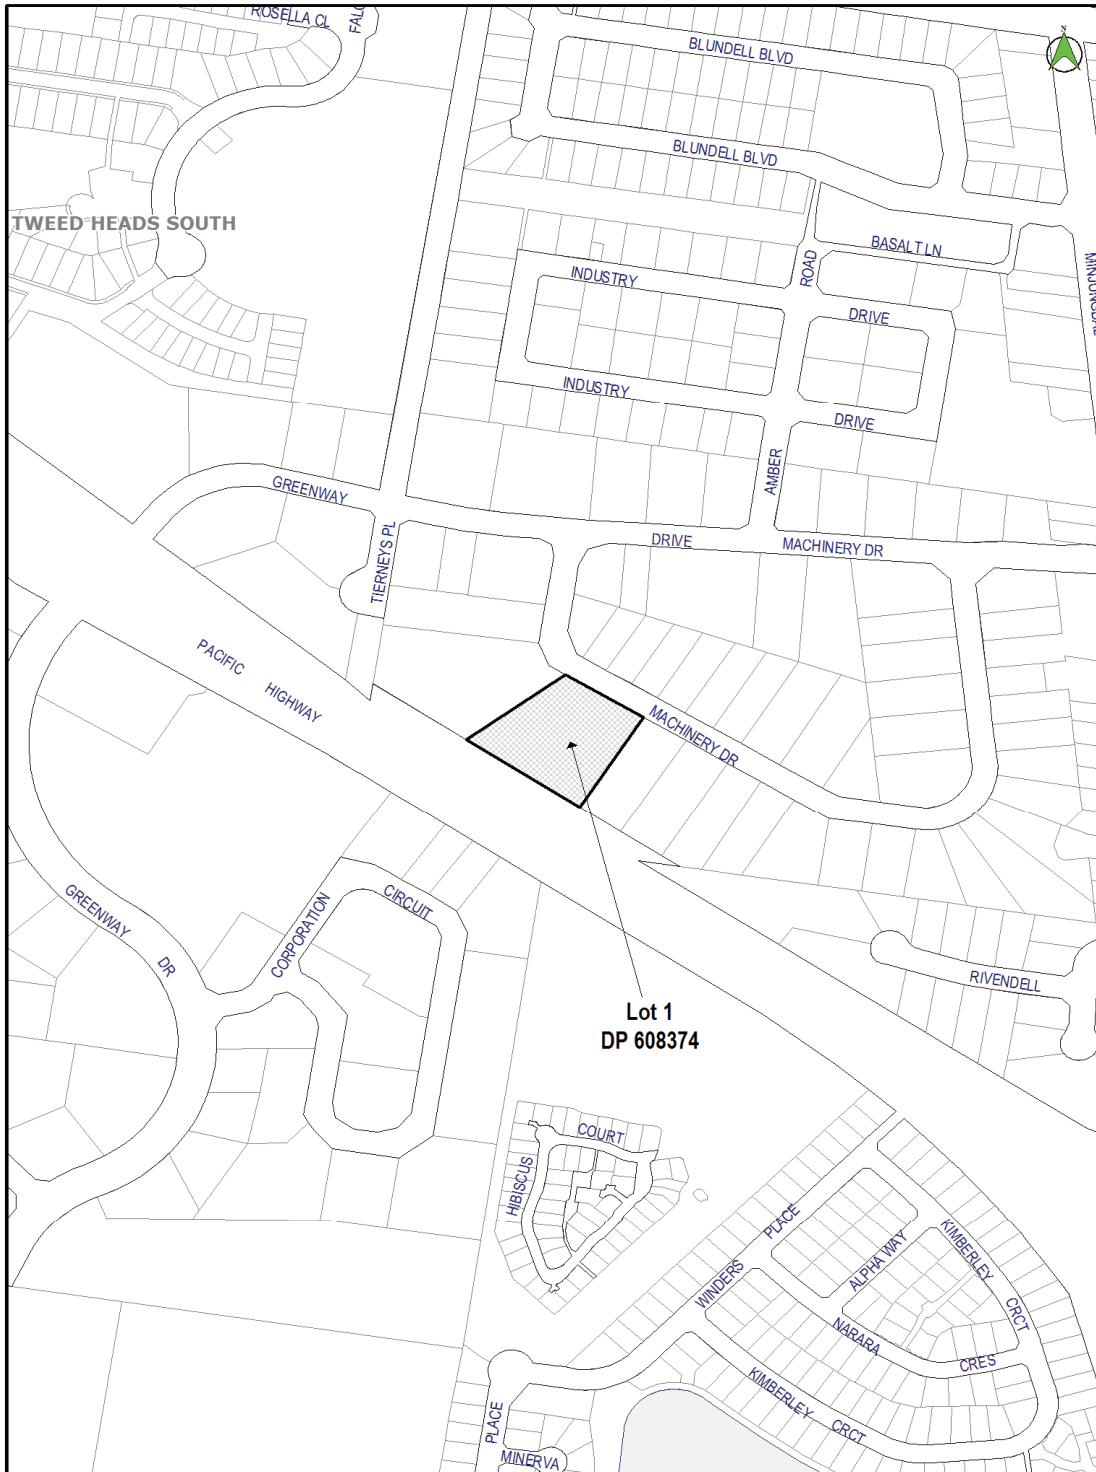 ROSELLA CL
FALC
N
BLUNDELL BLVD
BLUNDELL BLVD
TWEED HEADS SOUTH
BASALT LN
ROAD
INDUSTRY
DRIVE
INDUSTRY
DRIVE
AMBER
GREENWAY
DRIVE
MACHINERY DR
TIERNEYS PL
PACIFIC
HIGHWAY
MACHINERY DR
CORPORATION
CIRCUIT
GREENWAY
DR
RIVENDELL
Lot 1
DP 608374
COURT
HIBISCUS
WINDERS
PLACE
ALPHA WAY
KIMBERLEY
CRCT
NARARA
CRES
KIMBERLEY
CRCT
PLACE
MINERVA